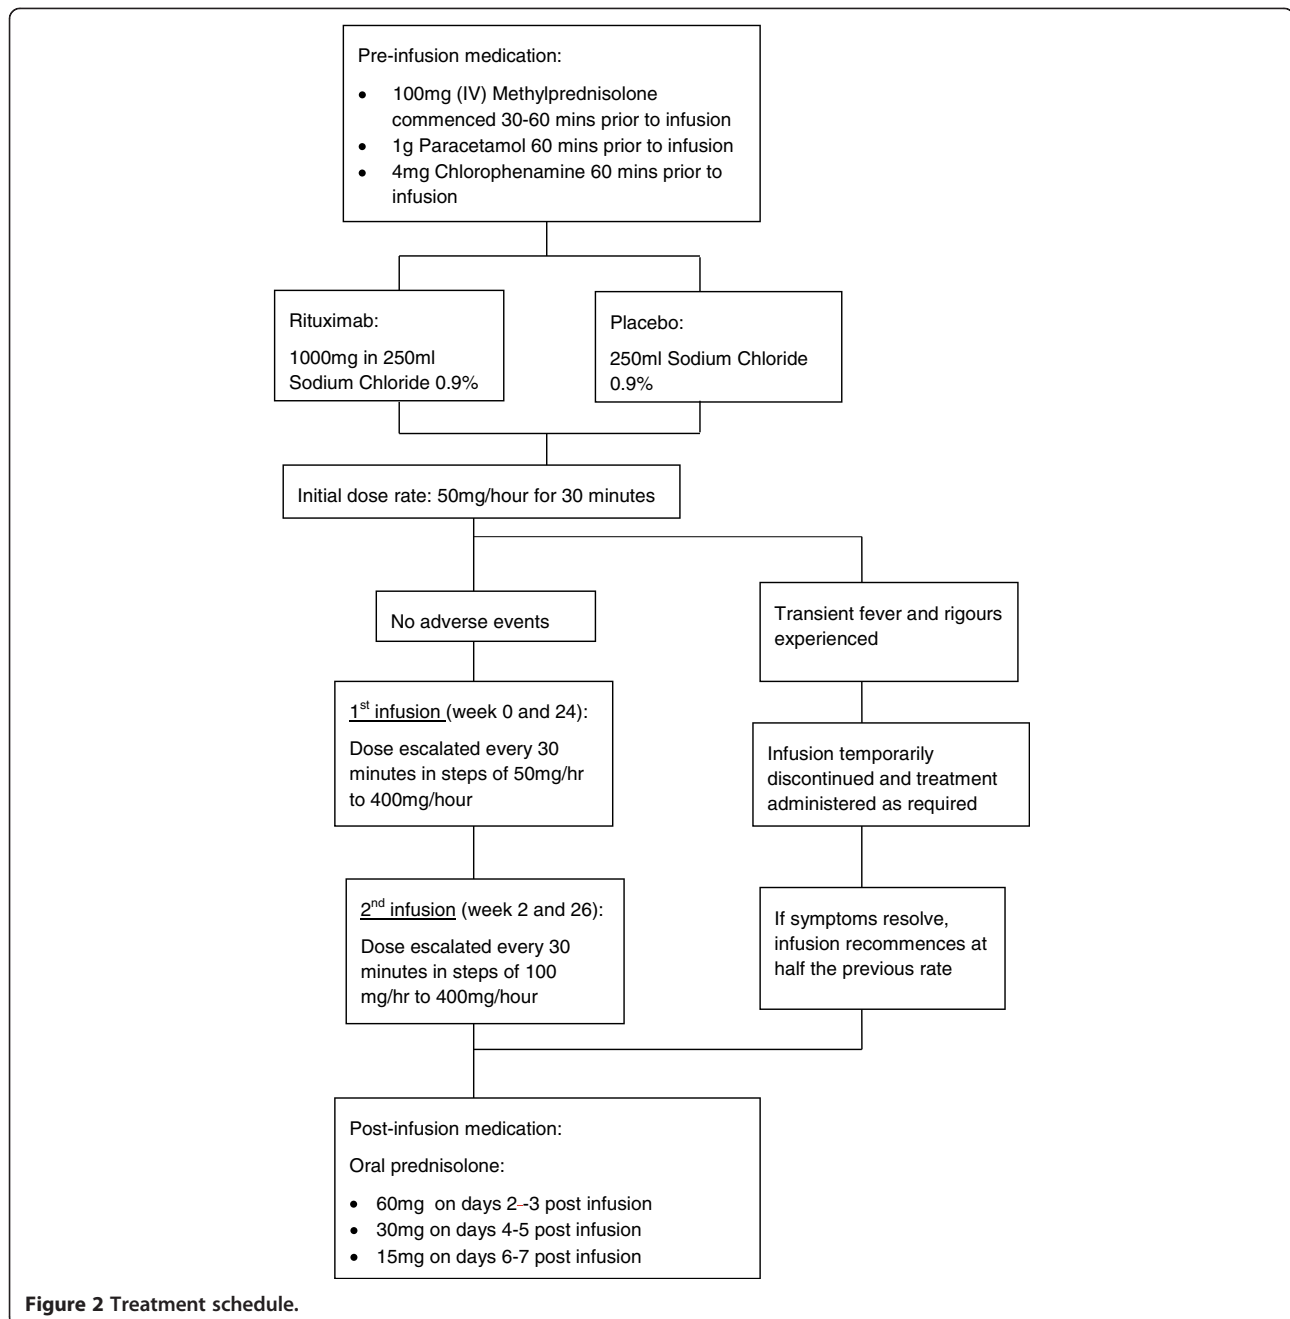 Pre-infusion medication:
• 100mg (IV) Methylprednisolone
commenced 30-60 mins prior to infusion
• 1g Paracetamol 60 mins prior to infusion
• 4mg Chlorophenamine 60 mins prior to
infusion
Rituximab:
1000mg in 250ml
Sodium Chloride 0.9%
Placebo:
250ml Sodium Chloride
0.9%
Initial dose rate: 50mg/hour for 30 minutes
No adverse events
Transient fever and rigours
experienced
1st infusion (week 0 and 24):
Dose escalated every 30
minutes in steps of 50mg/hr
to 400mg/hour
Infusion temporarily
discontinued and treatment
administered as required
2nd infusion (week 2 and 26):
Dose escalated every 30
minutes in steps of 100
mg/hr to 400mg/hour
If symptoms resolve,
infusion recommences at
half the previous rate
Post-infusion medication:
Oral prednisolone:
• 60mg on days 2–-3 post infusion
• 30mg on days 4-5 post infusion
• 15mg on days 6-7 post infusion
Figure 2 Treatment schedule.